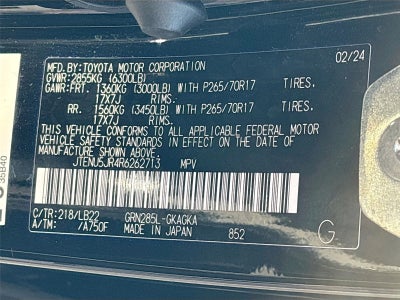 MFD.BY:TOYOTA MOTOR CORPORATION 02/24
GVWR: 2855KG (6300LB)
GAWR:FRT. 1360KG (3000LB) WITH P265/70R17 TIRES,
17X7J RIMS,
RR. 1560KG (3450LB) WITH P265/70R17 TIRES,
17X7J RIMS.
THIS VEHICLE CONFORMS TO ALL APPLICABLE FEDERAL MOTOR
VEHICLE SAFETY STANDARDS IN EFFECT ON THE DATE OF
MANUFACTURE SHOWN ABOVE.
JTENU5JR4R6262713 MPV
C/TR:218/LB22 GRN285L-GKAGKA
A/TM: /A750F MADE IN JAPAN 852 G
35B40